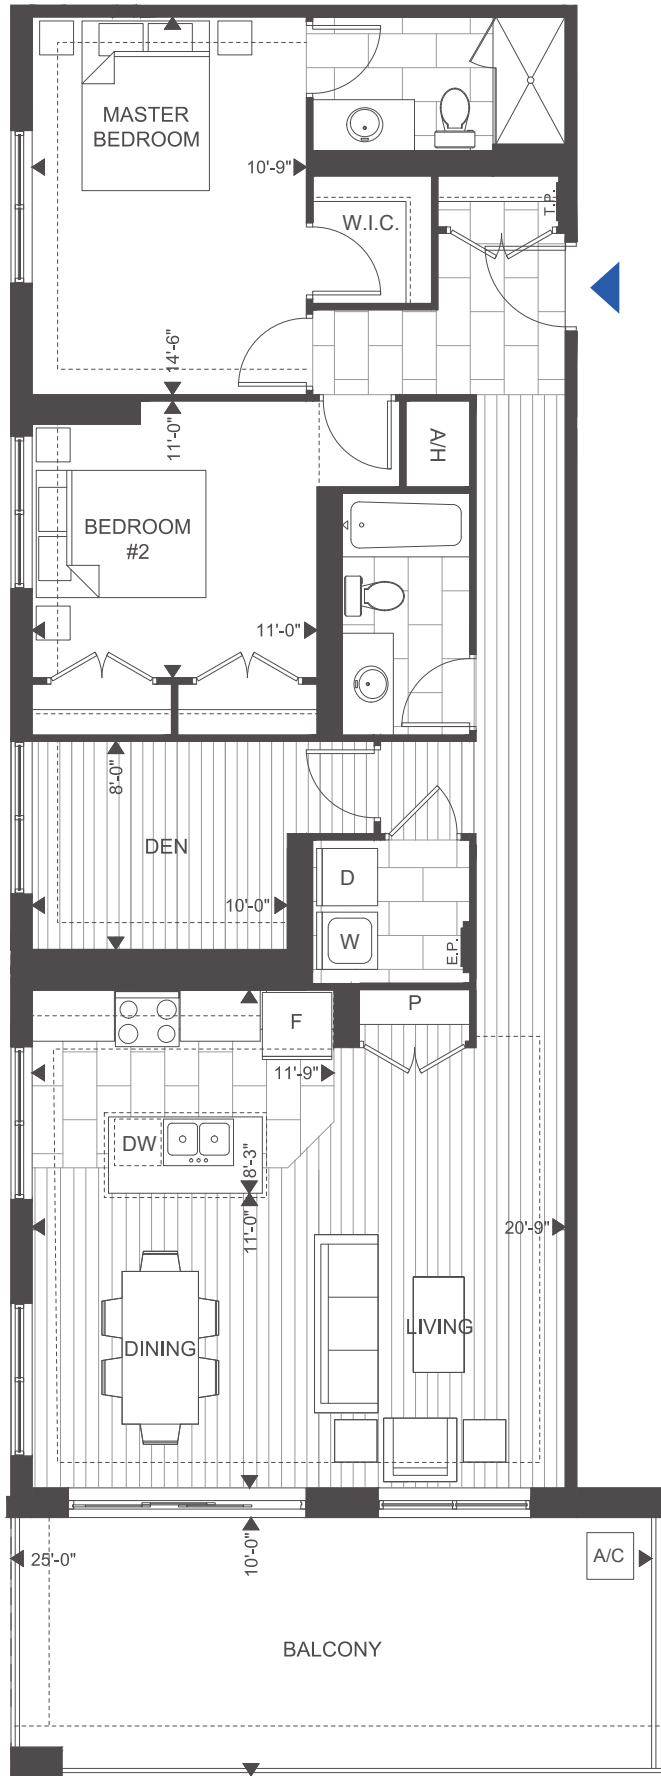 MASTER
BEDROOM
10'-9"
W.I.C.
T.P.
14'-6"
11'-0"
A/H
BEDROOM
#2
11'-0"
8'-0"
DEN
D
10'-0"
W
E.P.
P
F
11'-9"
DW
8'-3"
11'-0"
20'-9"
LIVING
DINING
25'-0"
10'-0"
A/C
BALCONY